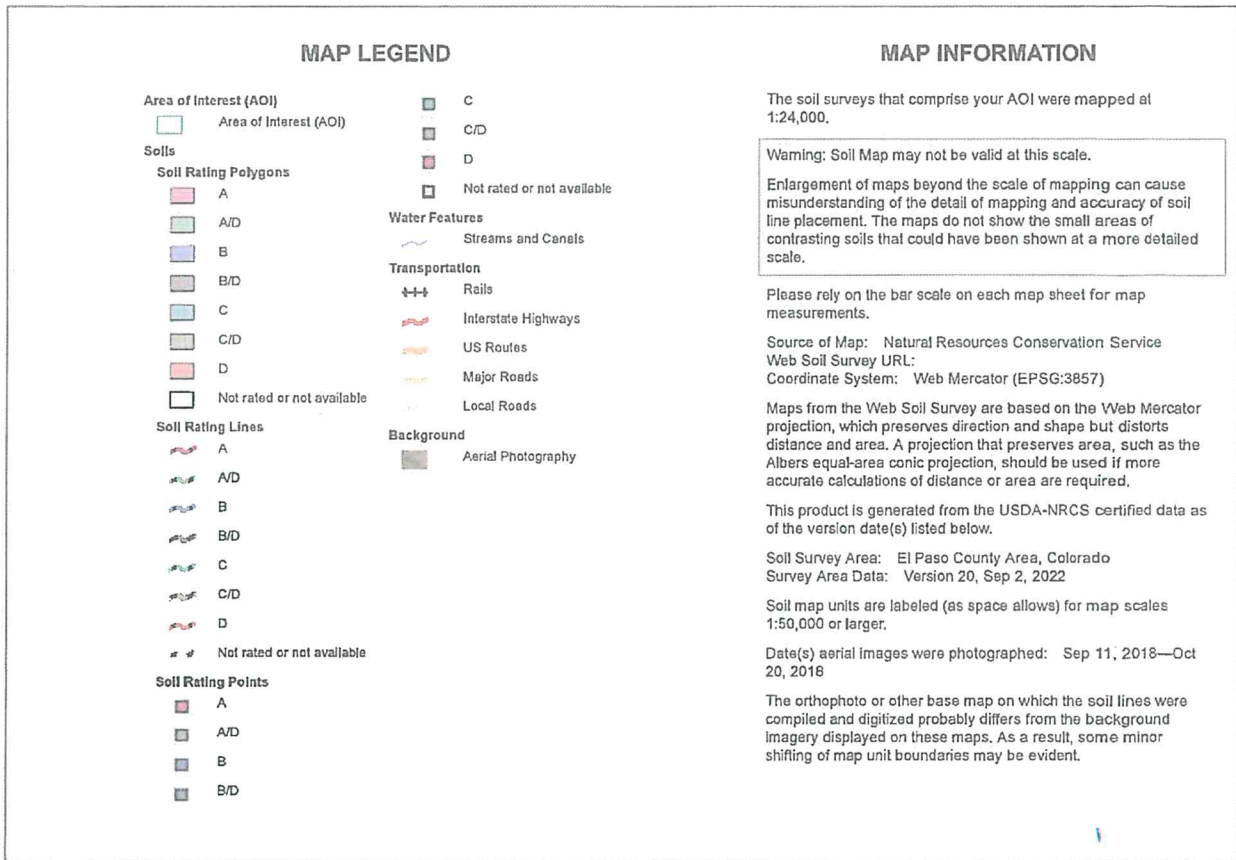 MAP LEGEND
Area of Interest (AOI)
Area of Interest (AOI)
Soils
Soil Rating Polygons
A
A/D
B
B/D
C
C/D
D
Not rated or not available
Soil Rating Lines
A
A/D
B
B/D
C
C/D
D
Not rated or not available
Soil Rating Points
A
A/D
B
B/D
C
C/D
D
Not rated or not available
Water Features
Streams and Canals
Transportation
Rails
Interstate Highways
US Routes
Major Roads
Local Roads
Background
Aerial Photography
MAP INFORMATION
The soil surveys that comprise your AOI were mapped at
1:24,000.
Warning: Soil Map may not be valid at this scale.
Enlargement of maps beyond the scale of mapping can cause
misunderstanding of the detail of mapping and accuracy of soil
line placement. The maps do not show the small areas of
contrasting soils that could have been shown at a more detailed
scale.
Please rely on the bar scale on each map sheet for map
measurements.
Source of Map: Natural Resources Conservation Service
Web Soil Survey URL:
Coordinate System: Web Mercator (EPSG:3857)
Maps from the Web Soil Survey are based on the Web Mercator
projection, which preserves direction and shape but distorts
distance and area. A projection that preserves area, such as the
Albers equal-area conic projection, should be used if more
accurate calculations of distance or area are required.
This product is generated from the USDA-NRCS certified data as
of the version date(s) listed below.
Soil Survey Area: El Paso County Area, Colorado
Survey Area Data: Version 20, Sep 2, 2022
Soil map units are labeled (as space allows) for map scales
1:50,000 or larger.
Date(s) aerial images were photographed: Sep 11, 2018—Oct
20, 2018
The orthophoto or other base map on which the soil lines were
compiled and digitized probably differs from the background
imagery displayed on these maps. As a result, some minor
shifting of map unit boundaries may be evident.